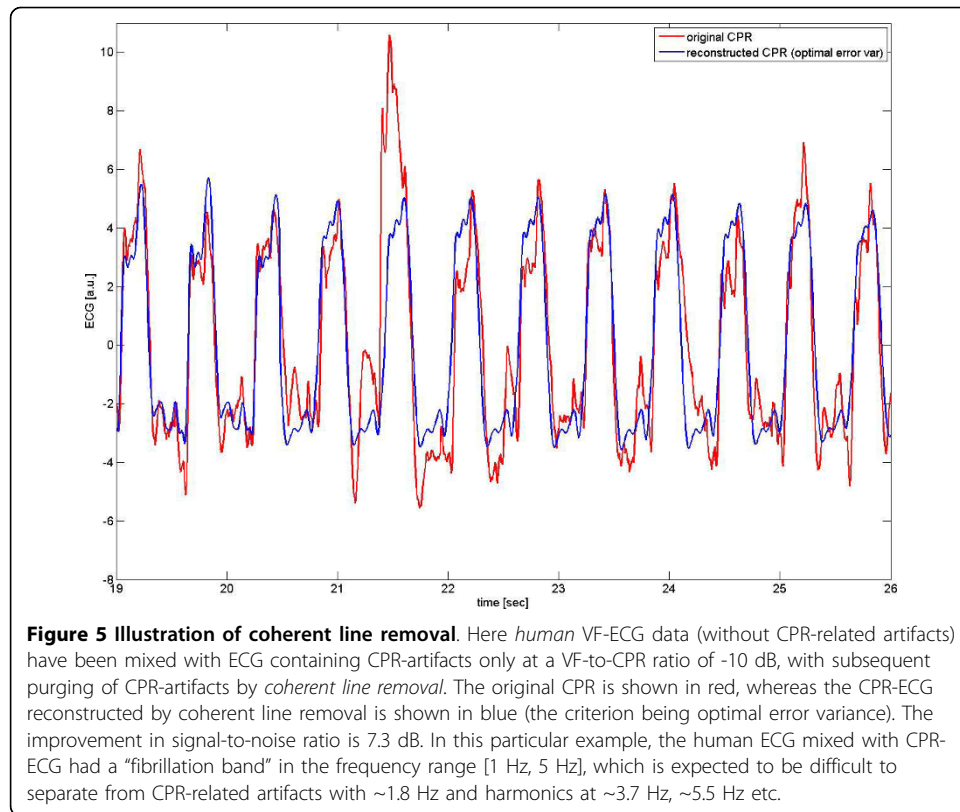 original CPR
reconstructed CPR (optimal error var)
10
8
6
4
2
0
-2
-4
-6
-8
ECG [a.u.]
19 20 21 22 23 24 25 26
time [sec]
Figure 5 Illustration of coherent line removal. Here human VF-ECG data (without CPR-related artifacts)
have been mixed with ECG containing CPR-artifacts only at a VF-to-CPR ratio of -10 dB, with subsequent
purging of CPR-artifacts by coherent line removal. The original CPR is shown in red, whereas the CPR-ECG
reconstructed by coherent line removal is shown in blue (the criterion being optimal error variance). The
improvement in signal-to-noise ratio is 7.3 dB. In this particular example, the human ECG mixed with CPR-
ECG had a “fibrillation band” in the frequency range [1 Hz, 5 Hz], which is expected to be difficult to
separate from CPR-related artifacts with ~1.8 Hz and harmonics at ~3.7 Hz, ~5.5 Hz etc.